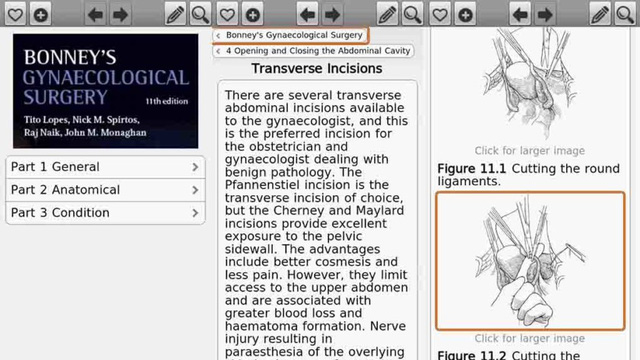 BONNEY'S
GYNAECOLOGICAL
SURGERY
11th edition
Tito Lopes, Nick M. Spirtos,
Raj Naik, John M. Monaghan
Part 1 General
Part 2 Anatomical
Part 3 Condition
Bonney's Gynaecological Surgery
4 Opening and Closing the Abdominal Cavity
Transverse Incisions
There are several transverse
abdominal incisions available
to the gynaecologist, and this
is the preferred incision for
the obstetrician and
gynaecologist dealing with
benign pathology. The
Pfannenstiel incision is the
transverse incision of choice,
but the Cherney and Maylard
incisions provide excellent
exposure to the pelvic
sidewall. The advantages
include better cosmesis and
less pain. However, they limit
access to the upper abdomen
and are associated with
greater blood loss and
haematoma formation. Nerve
injury resulting in
paraesthesia of the overlying
Click for larger image
Figure 11.1 Cutting the round
ligaments.
Click for larger image
Figure 11.2 Cutting the